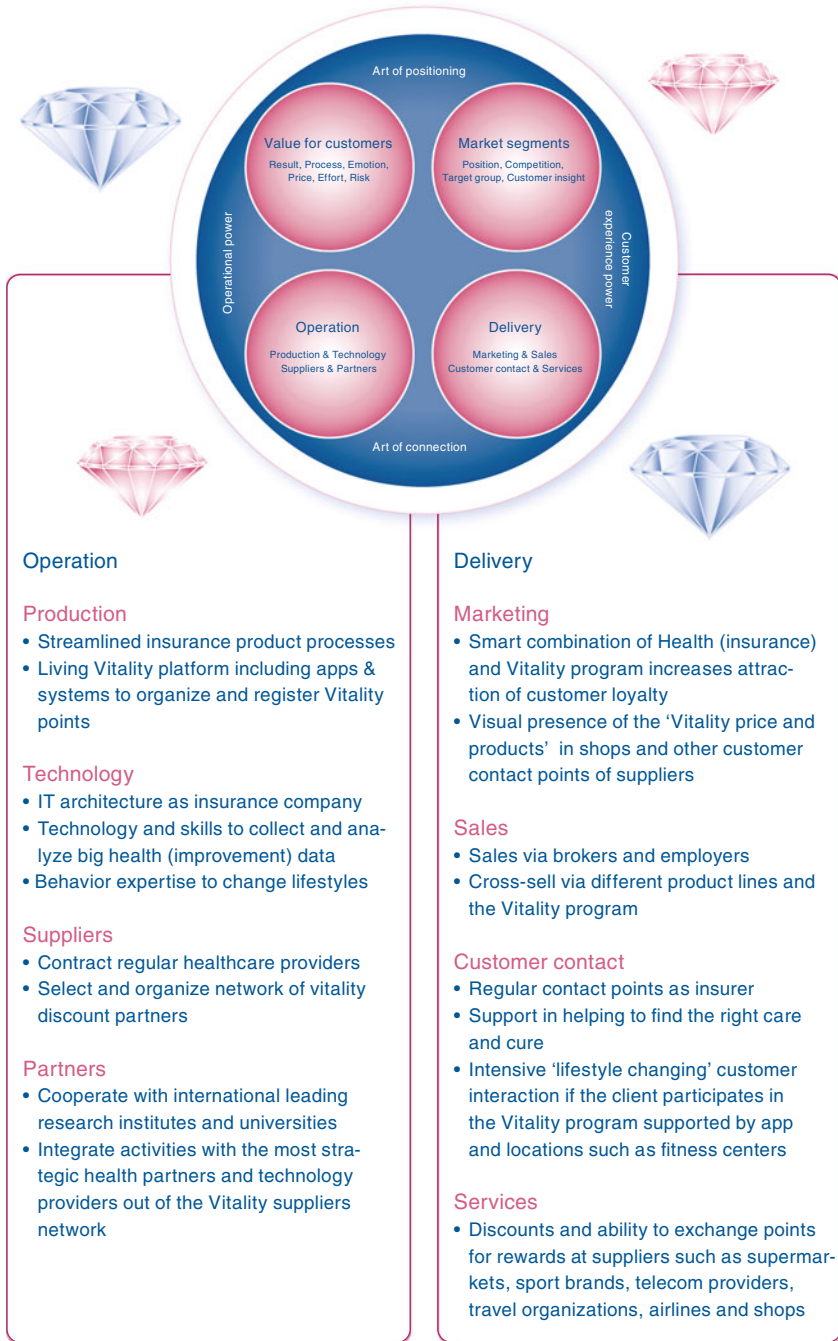 Art of positioning
Value for customers
Result, Process, Emotion,
Price, Effort, Risk
Market segments
Position, Competition,
Target group, Customer insight
Operational power
Customer
experience power
Operation
Production & Technology
Suppliers & Partners
Delivery
Marketing & Sales
Customer contact & Services
Art of connection
Operation
Production
• Streamlined insurance product processes
• Living Vitality platform including apps &
systems to organize and register Vitality
points
Technology
• IT architecture as insurance company
• Technology and skills to collect and ana-
lyze big health (improvement) data
• Behavior expertise to change lifestyles
Suppliers
• Contract regular healthcare providers
• Select and organize network of vitality
discount partners
Partners
• Cooperate with international leading
research institutes and universities
• Integrate activities with the most stra-
tegic health partners and technology
providers out of the Vitality suppliers
network
Delivery
Marketing
• Smart combination of Health (insurance)
and Vitality program increases attrac-
tion of customer loyalty
• Visual presence of the ‘Vitality price and
products’ in shops and other customer
contact points of suppliers
Sales
• Sales via brokers and employers
• Cross-sell via different product lines and
the Vitality program
Customer contact
• Regular contact points as insurer
• Support in helping to find the right care
and cure
• Intensive ‘lifestyle changing’ customer
interaction if the client participates in
the Vitality program supported by app
and locations such as fitness centers
Services
• Discounts and ability to exchange points
for rewards at suppliers such as supermar-
kets, sport brands, telecom providers,
travel organizations, airlines and shops